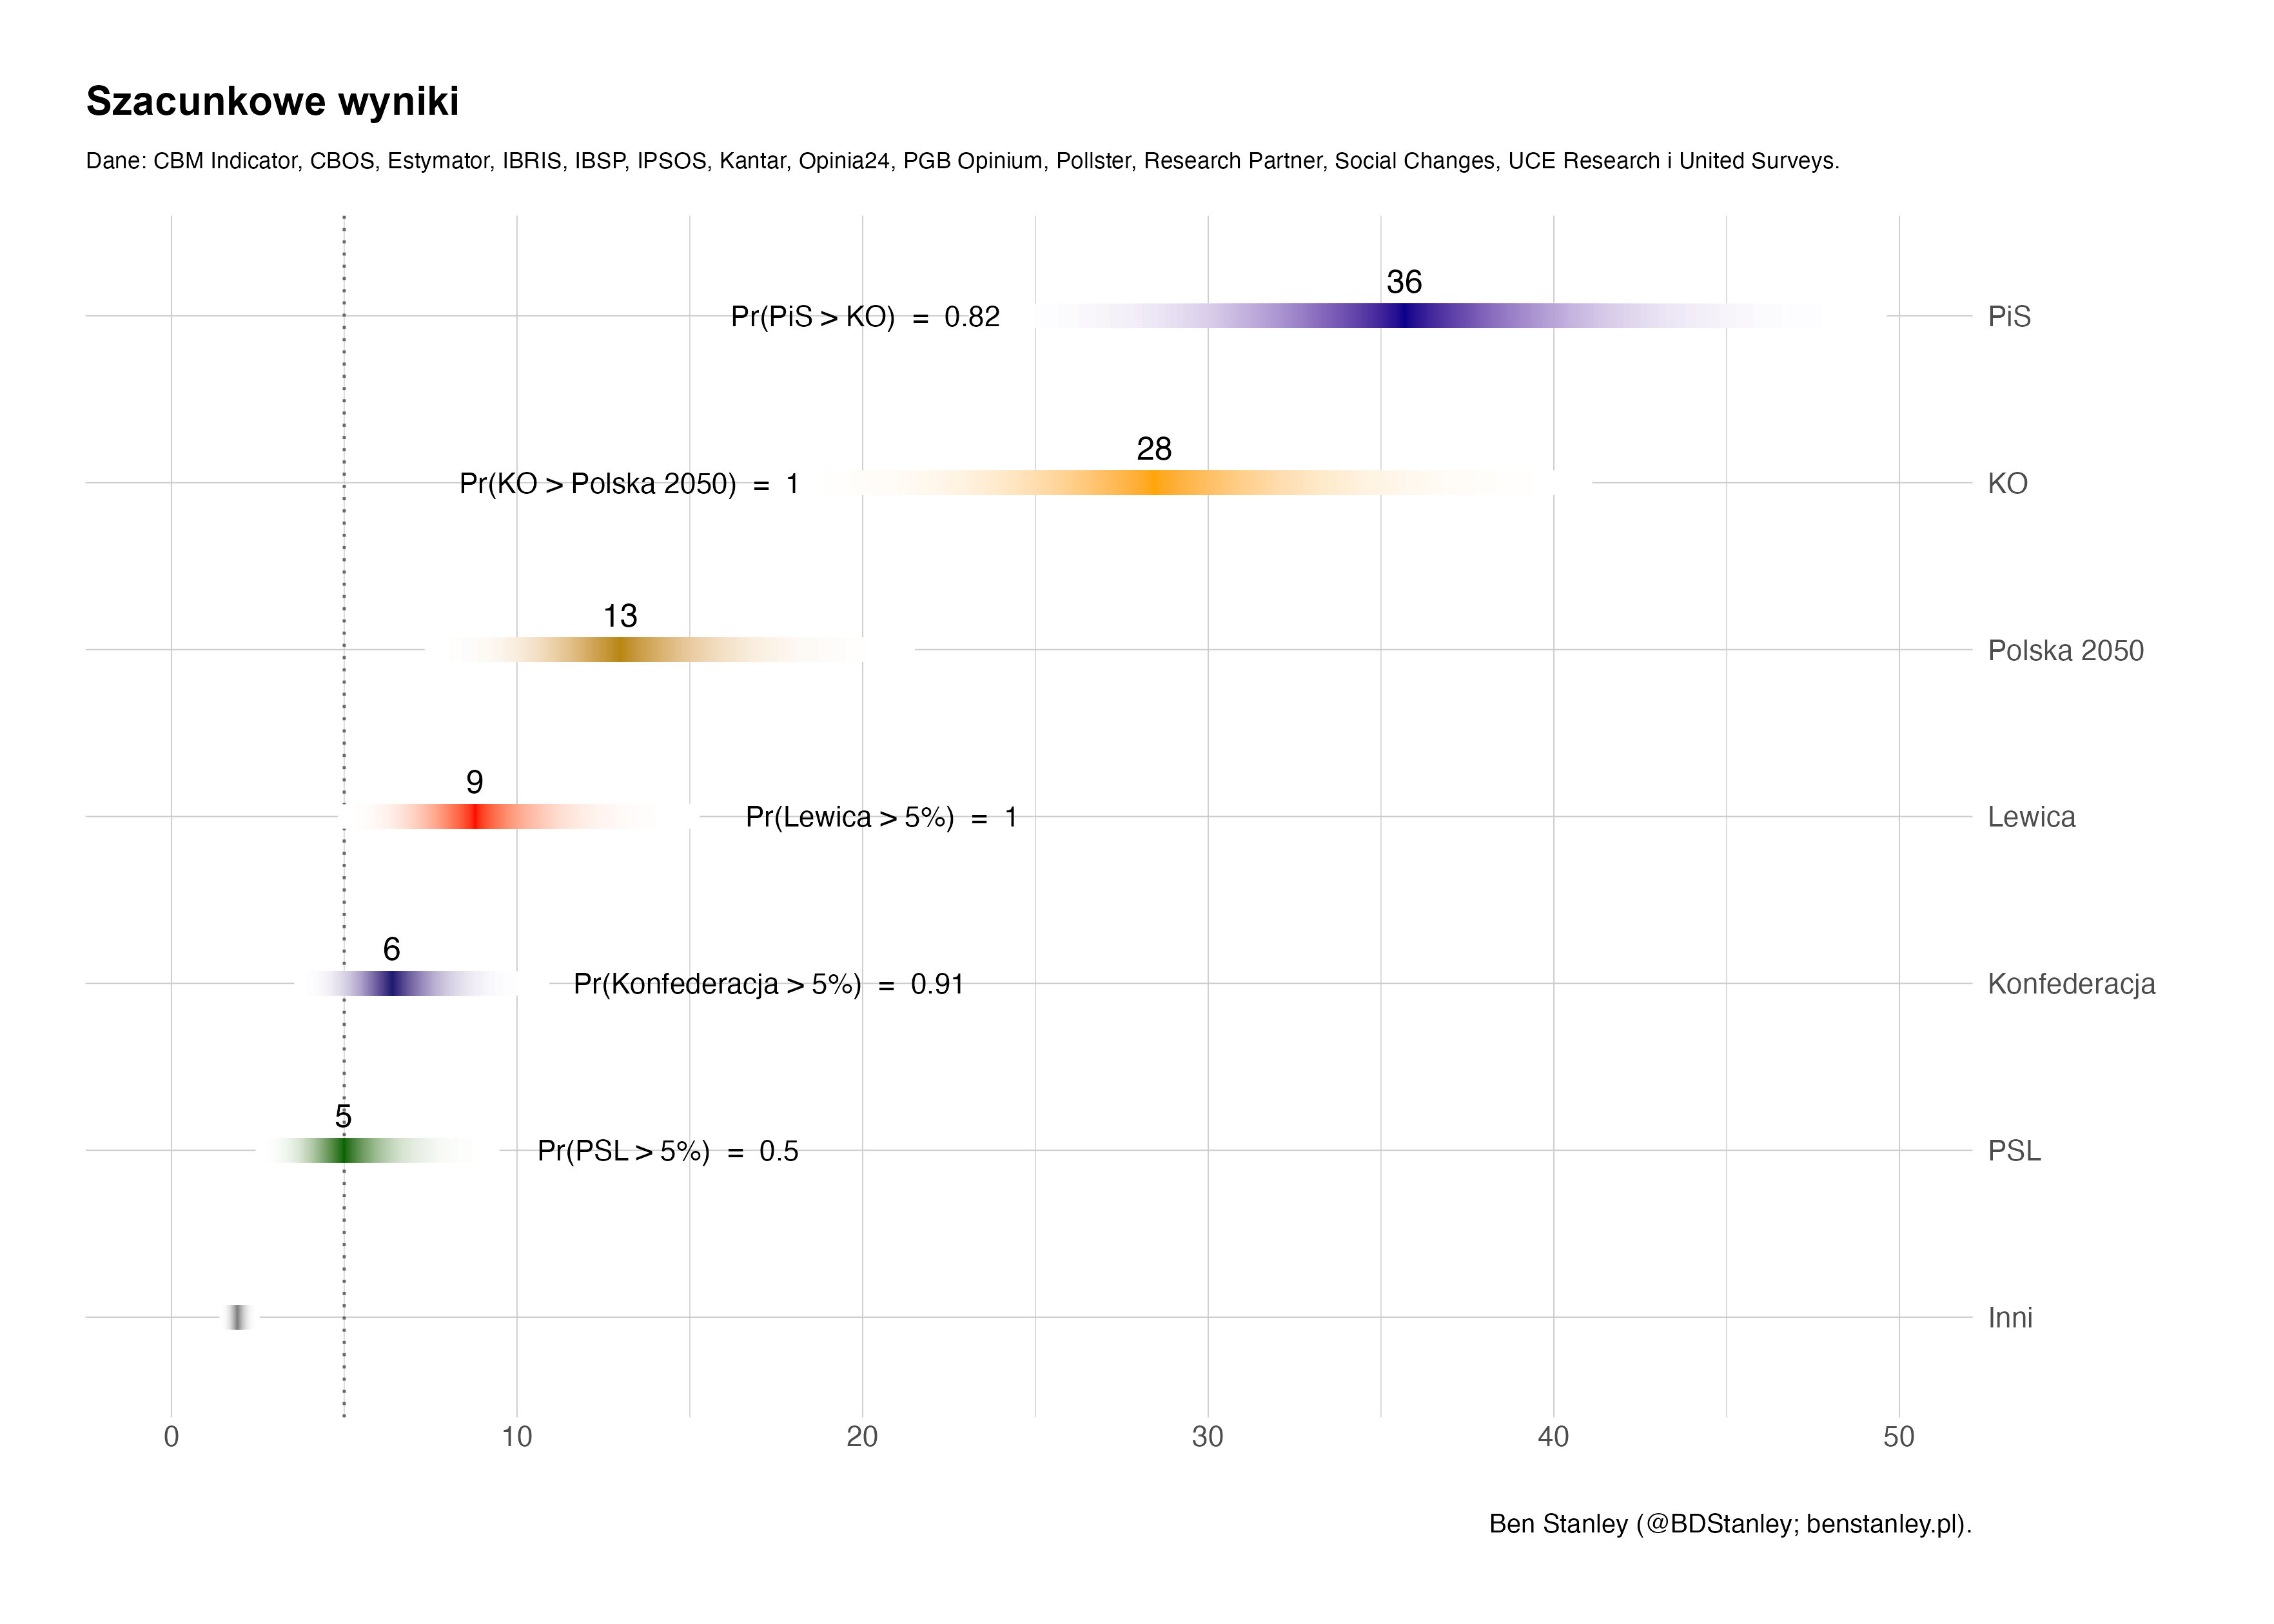 Szacunkowe wyniki
Dane: CBM Indicator, CBOS, Estymator, IBRIS, IBSP, IPSOS, Kantar, Opinia24, PGB Opinium, Pollster, Research Partner, Social Changes, UCE Research i United Surveys.
36
Pr(PiS > KO) = 0.82
PiS
28
Pr(KO > Polska 2050) = 1
KO
13
Polska 2050
9
Pr(Lewica > 5%) = 1
Lewica
6
Pr(Konfederacja > 5%) = 0.91
Konfederacja
5
Pr(PSL > 5%) = 0.5
PSL
Inni
0 10 20 30 40 50
Ben Stanley (@BDStanley; benstanley.pl).